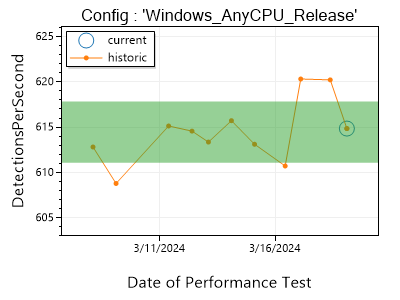 Config : 'Windows_AnyCPU_Release'
current
historic
DetectionsPerSecond
625
620
615
610
605
3/11/2024
3/16/2024
Date of Performance Test